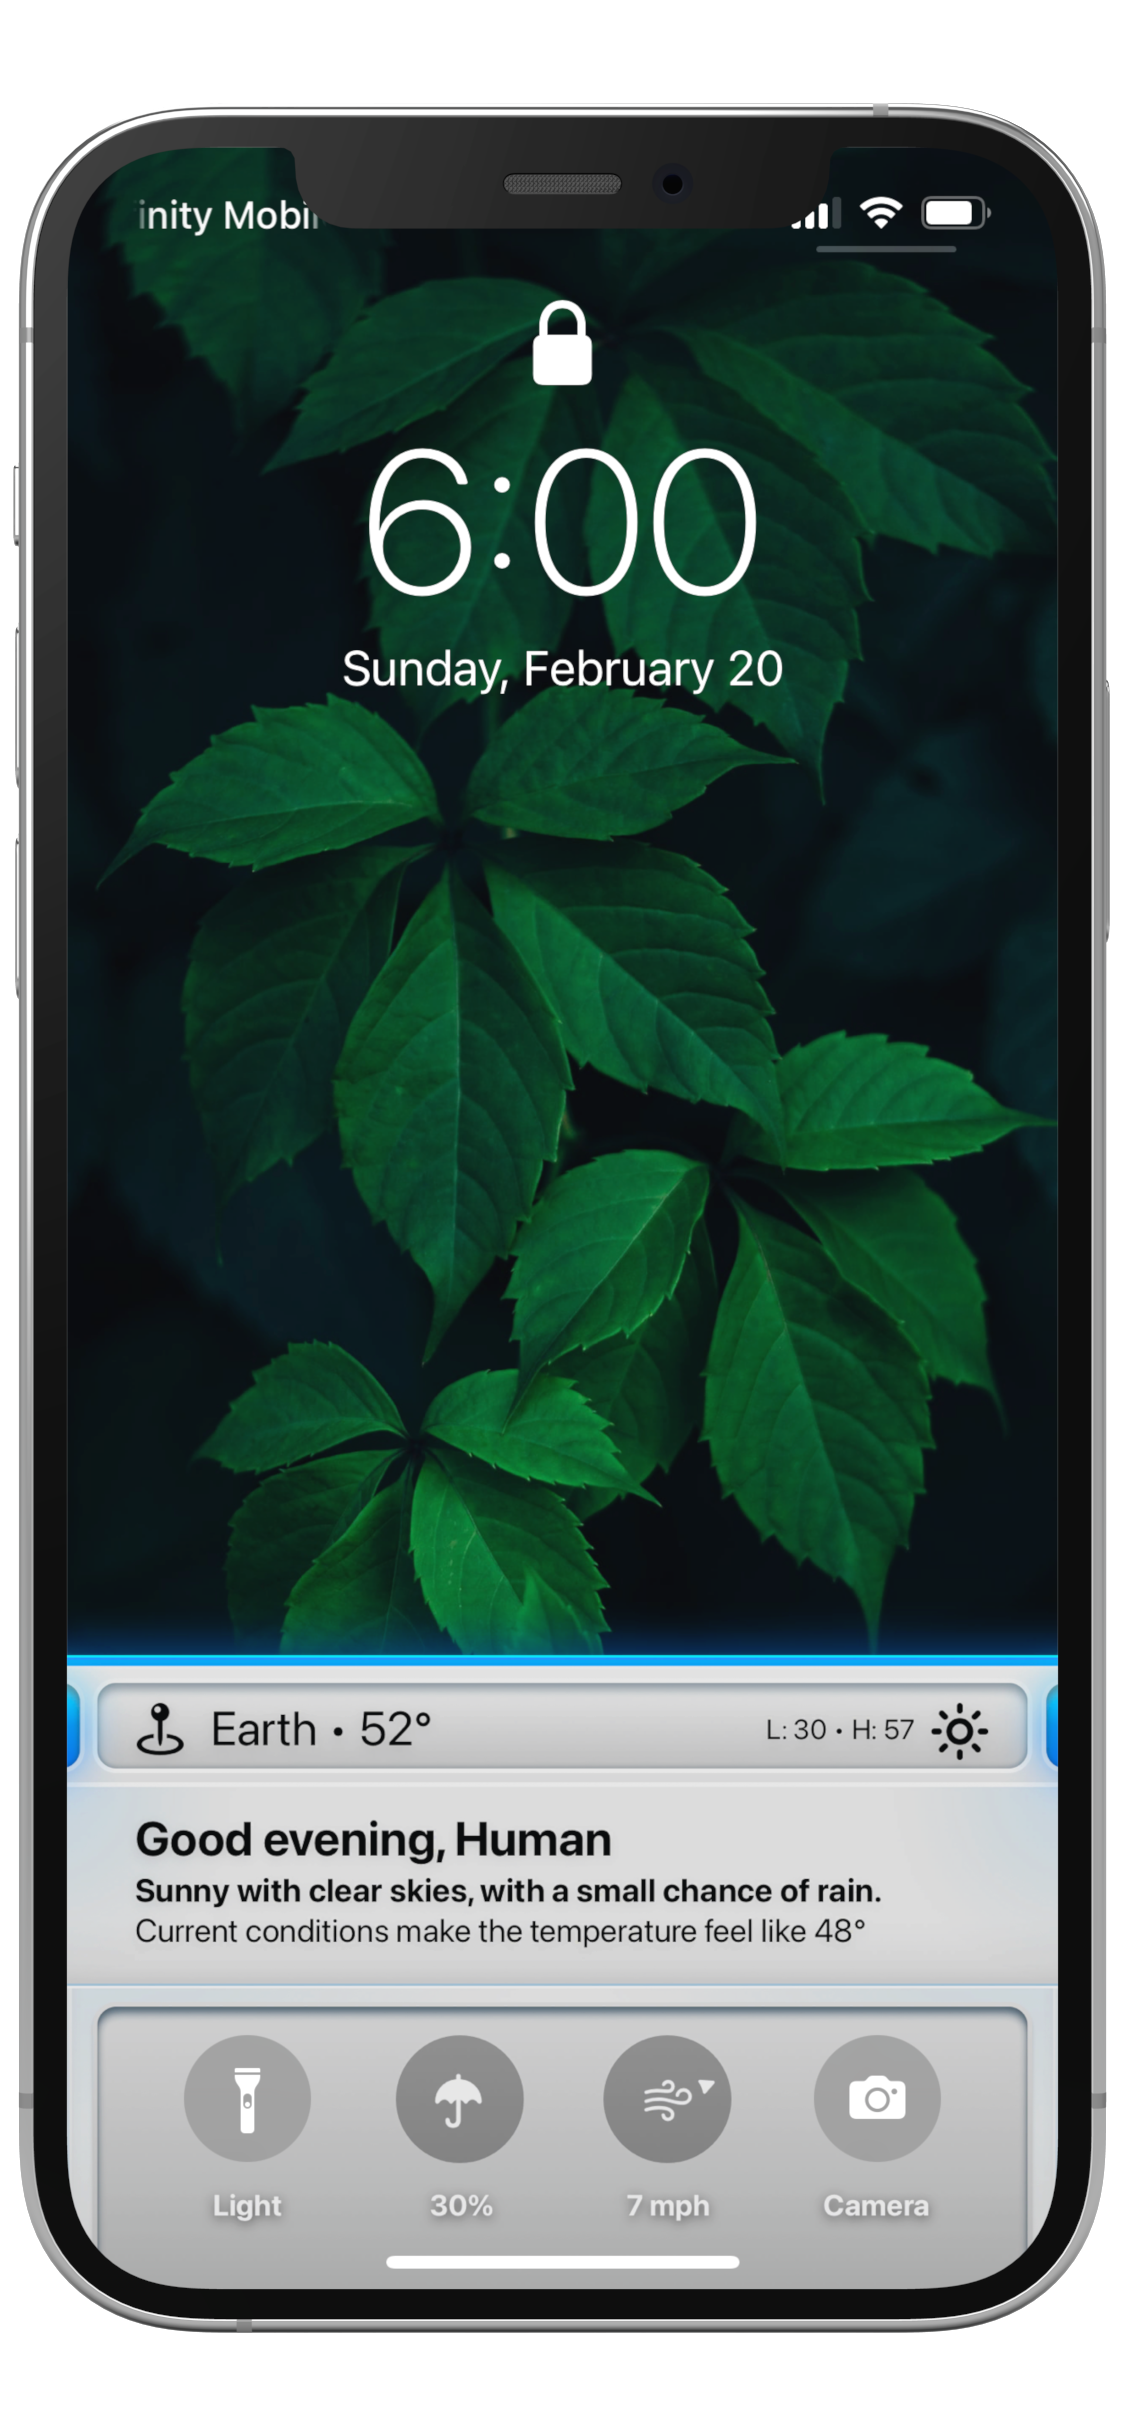 inity Mobil
6:00
Sunday, February 20
Earth • 52°
L: 30 • H: 57
Good evening, Human
Sunny with clear skies, with a small chance of rain.
Current conditions make the temperature feel like 48°
Light
30%
7 mph
Camera